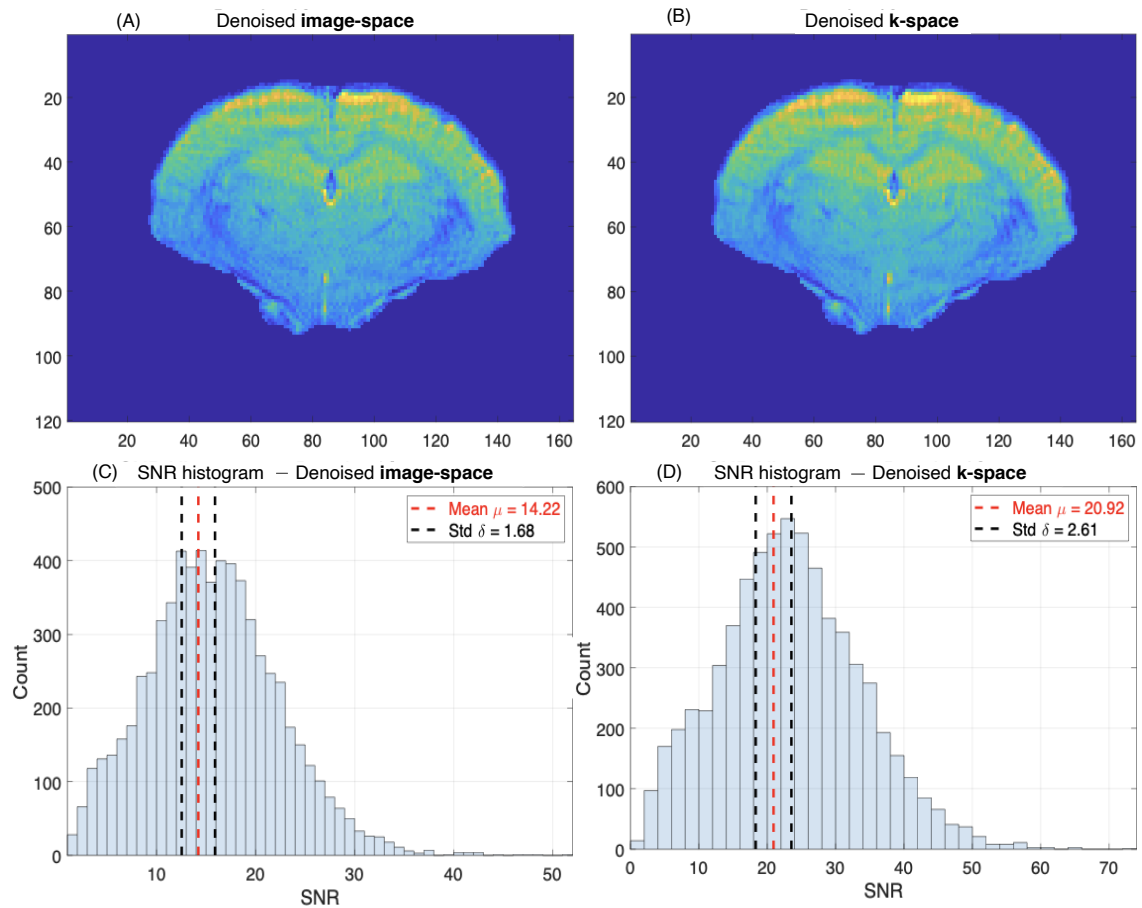 (A) Denoised image-space
20
40
60
80
100
120
20 40 60 80 100 120 140 160
(B) Denoised k-space
20
40
60
80
100
120
20 40 60 80 100 120 140 160
(C) SNR histogram – Denoised image-space
500
400
300
200
100
0
Count
10 20 30 40 50
SNR
Mean μ = 14.22
Std δ = 1.68
(D) SNR histogram – Denoised k-space
600
500
400
300
200
100
0
Count
0 10 20 30 40 50 60 70
SNR
Mean μ = 20.92
Std δ = 2.61